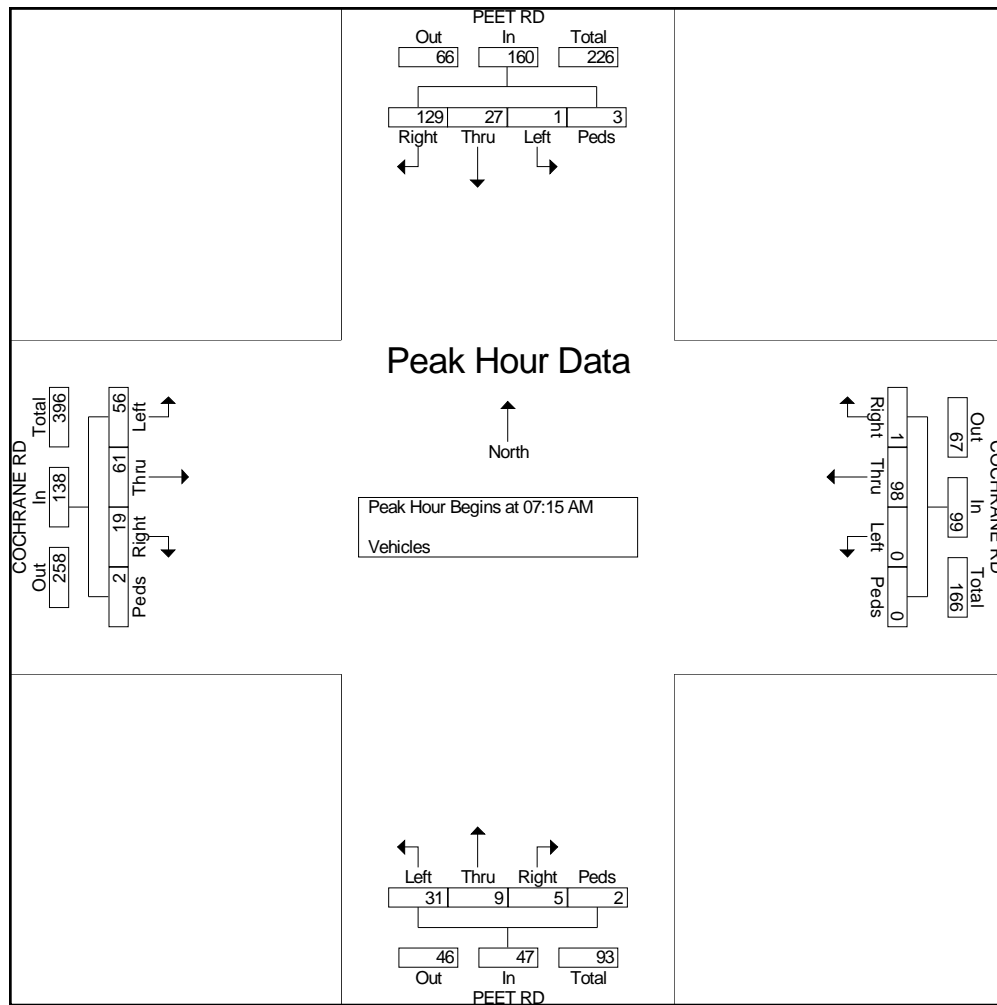 PEET RD
Out In Total
66 160 226
129 27 1 3
Right Thru Left Peds
Peak Hour Data
North
Peak Hour Begins at 07:15 AM
Vehicles
COCHRANE RD
Out In Total
258 138 396
56 61 19 2
Left Thru Right Peds
COCHRANE RD
Out In Total
67 99 166
1 98 0 0
Right Thru Left Peds
Left Thru Right Peds
31 9 5 2
46 47 93
Out In Total
PEET RD